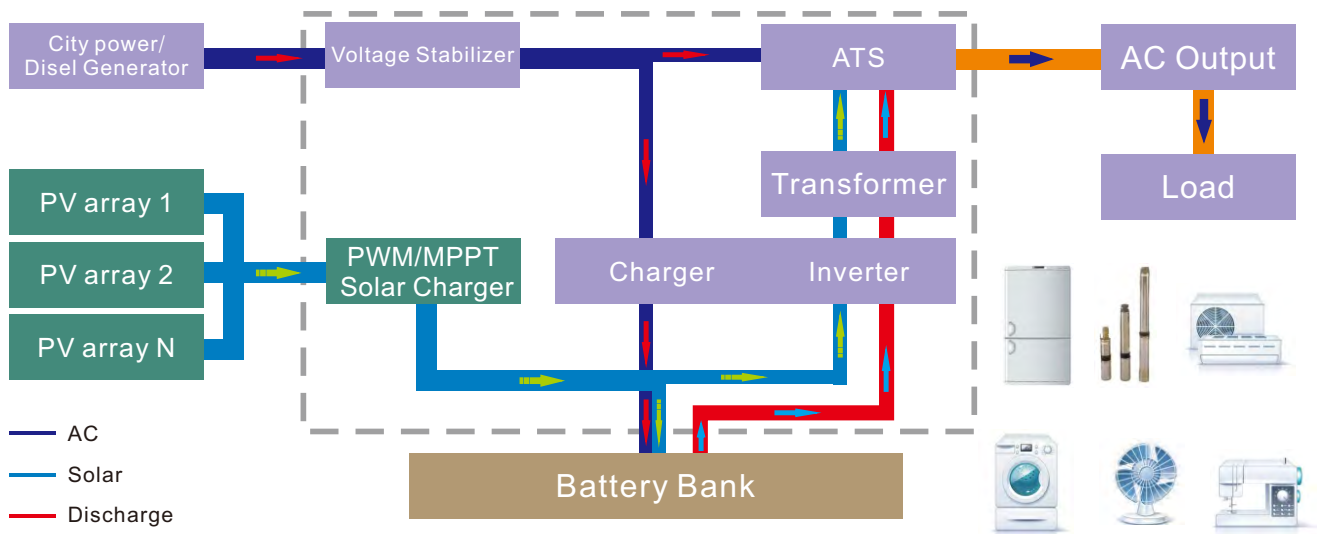 City power/
Disel Generator
Voltage Stabilizer
ATS
AC Output
Transformer
Load
PV array 1
PV array 2
PV array N
PWM/MPPT
Solar Charger
Charger
Inverter
AC
Solar
Discharge
Battery Bank